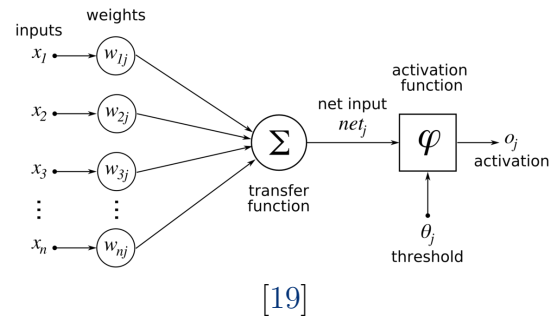 inputs
weights
x1
w1j
x2
w2j
x3
w3j
⋮
⋮
xn
wnj
Σ
transfer
function
net input
netj
activation
function
φ
oj
activation
θj
threshold
[19]